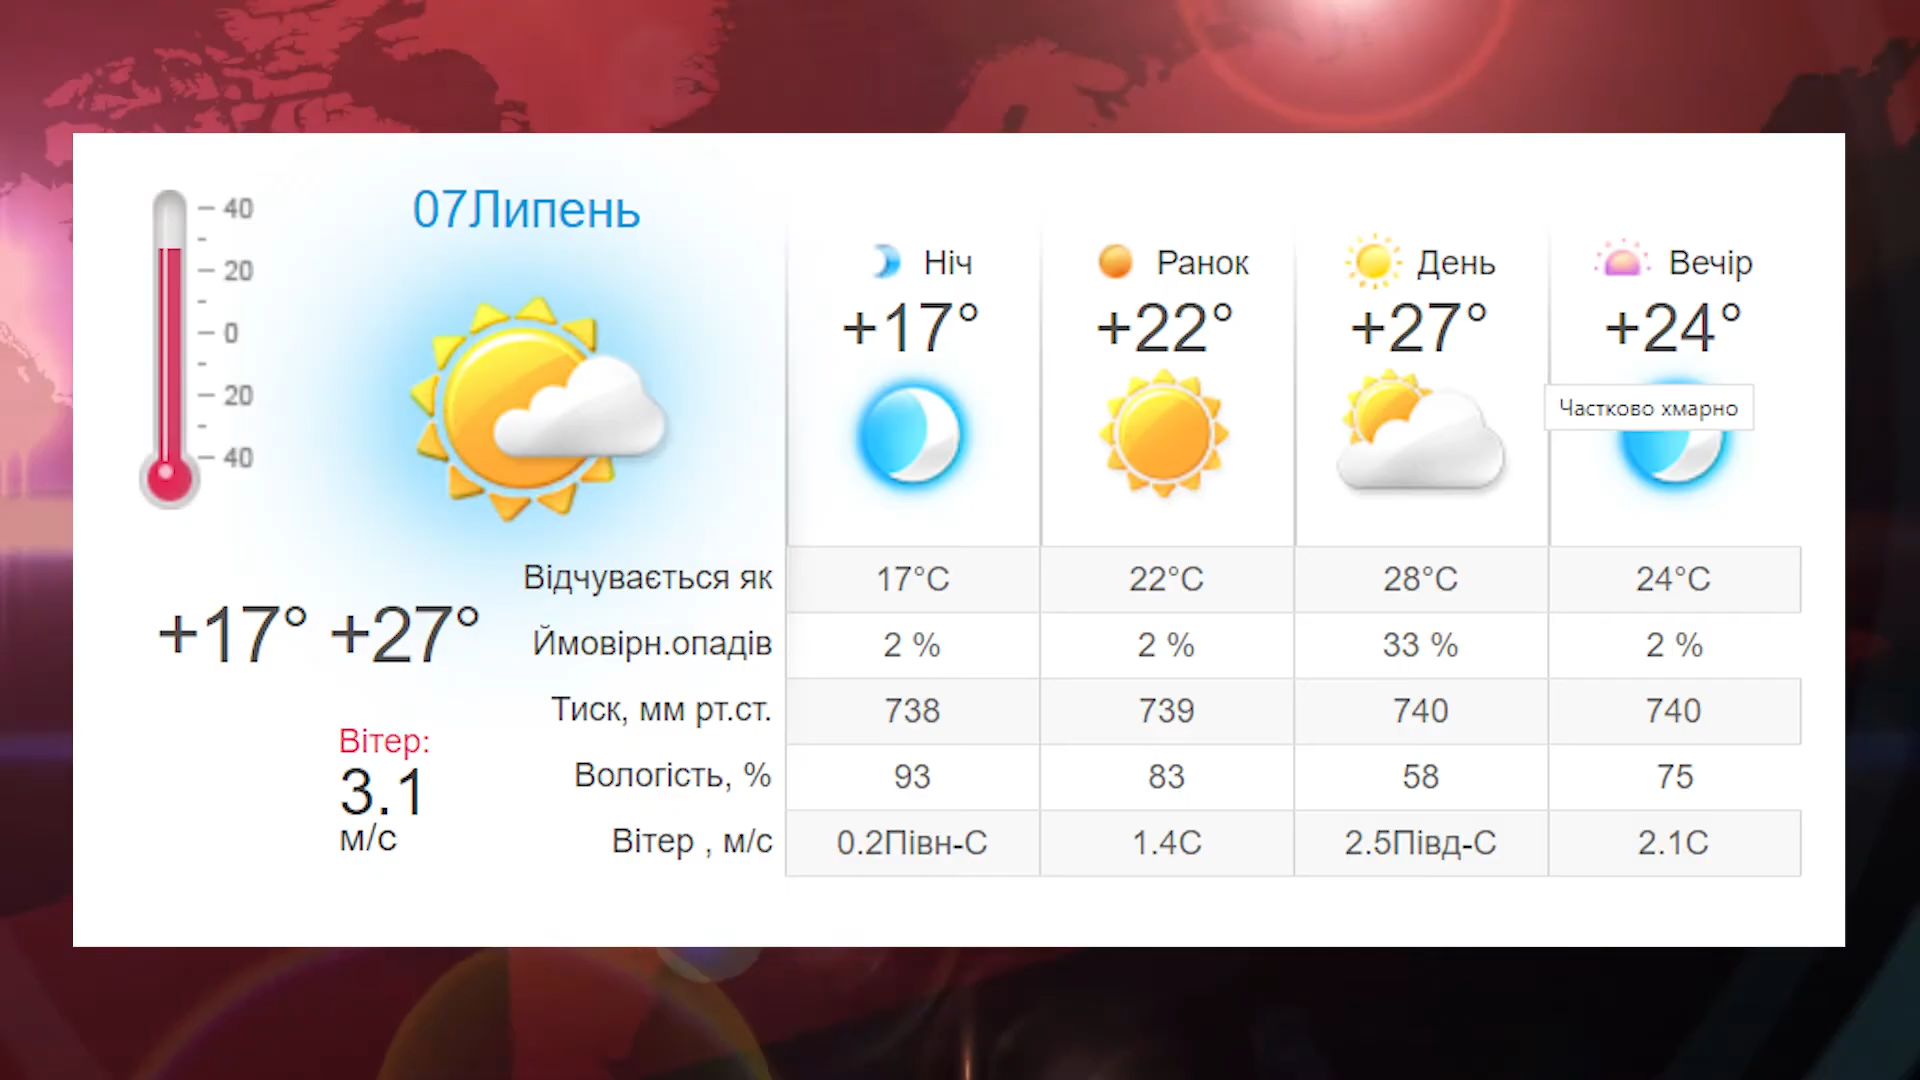 07Липень
40
20
0
20
40
+17° +27°
Вітер:
3.1
м/с
Ніч Ранок День Вечір
+17° +22° +27° +24°
Частково хмарно
Відчувається як 17°C 22°C 28°C 24°C
Ймовірн.опадів 2 % 2 % 33 % 2 %
Тиск, мм рт.ст. 738 739 740 740
Вологість, % 93 83 58 75
Вітер , м/с 0.2Півн-С 1.4С 2.5Півд-С 2.1С